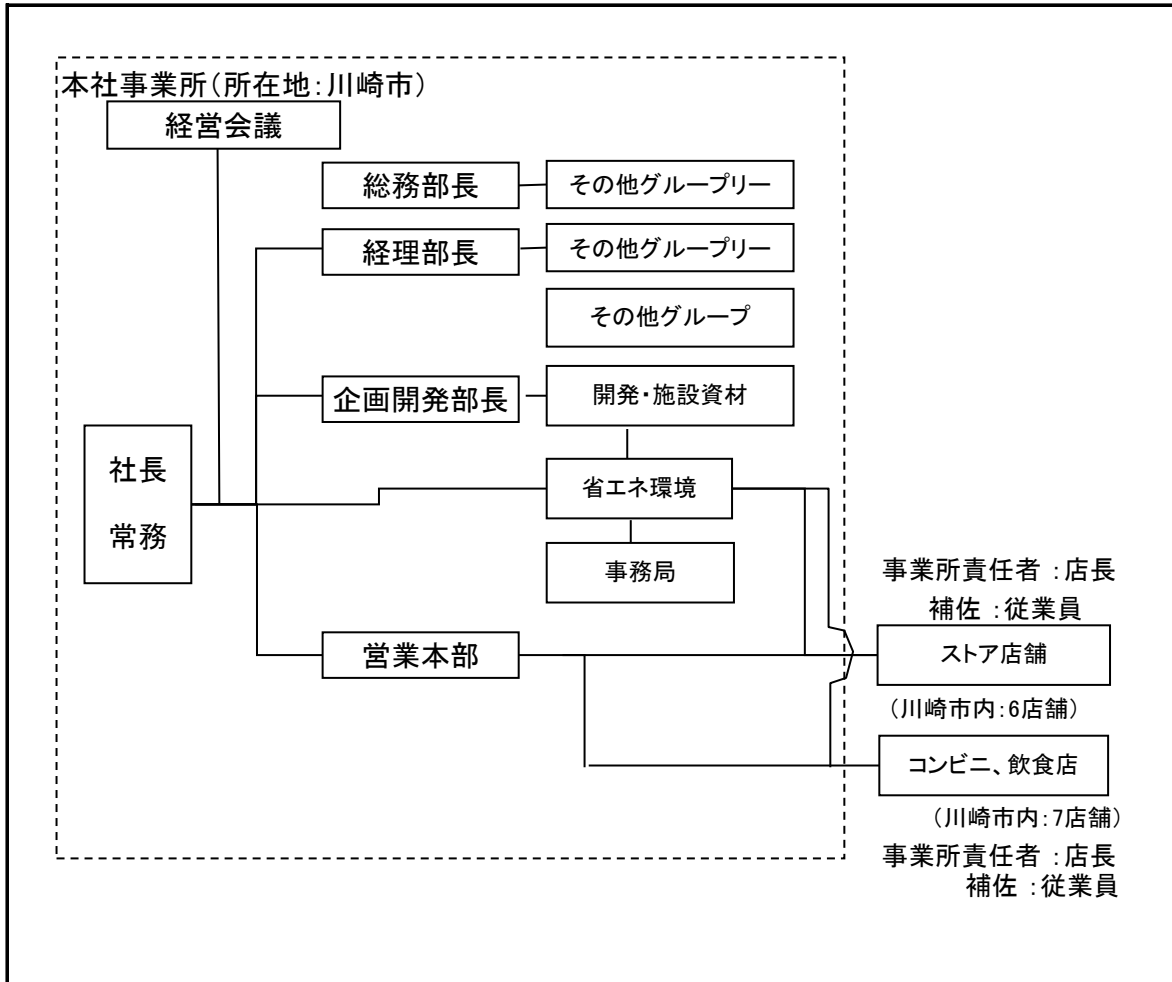 本社事業所（所在地：川崎市）
経営会議
総務部長
その他グループリー
経理部長
その他グループリー
その他グループ
企画開発部長
開発・施設資材
社長
常務
省エネ環境
事務局
営業本部
事業所責任者：店長
補佐：従業員
ストア店舗
（川崎市内：6店舗）
コンビニ、飲食店
（川崎市内：7店舗）
事業所責任者：店長
補佐：従業員